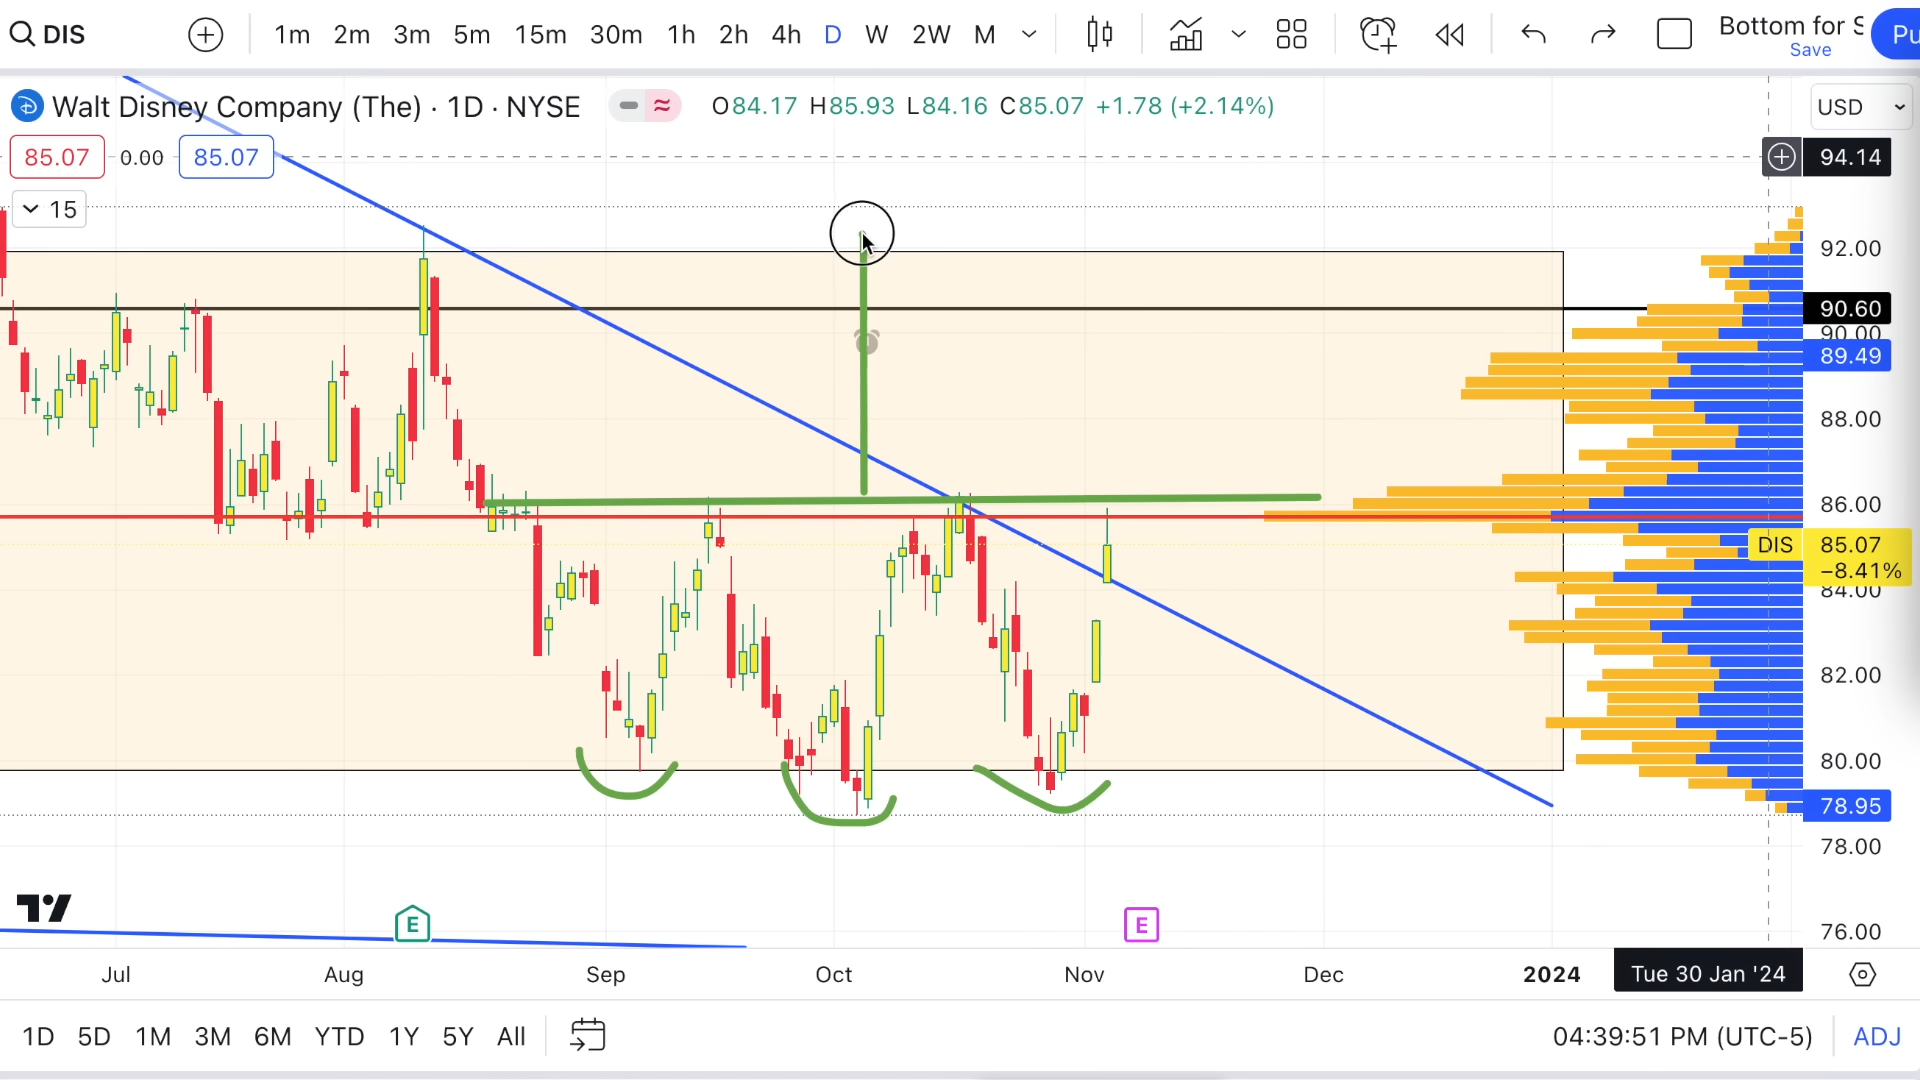 DIS 1m 2m 3m 5m 15m 30m 1h 2h 4h D W 2W M Bottom for S Pu
Save
Walt Disney Company (The) · 1D · NYSE O84.17 H85.93 L84.16 C85.07 +1.78 (+2.14%) USD
85.07 0.00 85.07 94.14
15
92.00
90.60
90.00
89.49
88.00
86.00
DIS 85.07
−8.41%
84.00
82.00
80.00
78.95
78.00
E E
76.00
Jul Aug Sep Oct Nov Dec 2024 Tue 30 Jan '24
1D 5D 1M 3M 6M YTD 1Y 5Y All 04:39:51 PM (UTC-5) ADJ